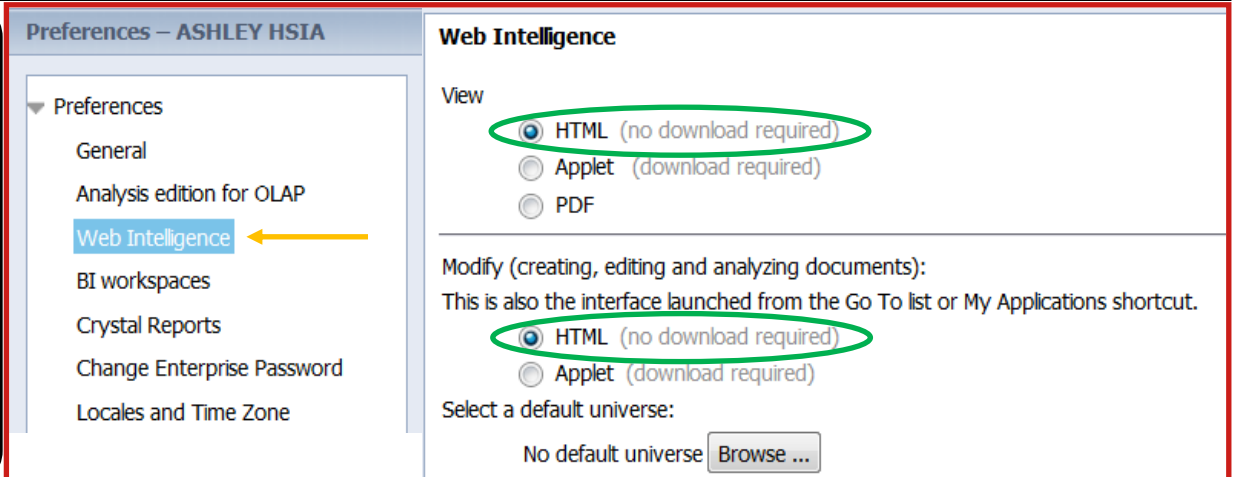 Preferences – ASHLEY HSIA
Preferences
General
Analysis edition for OLAP
Web Intelligence
BI workspaces
Crystal Reports
Change Enterprise Password
Locales and Time Zone
Web Intelligence
View
HTML (no download required)
Applet (download required)
PDF
Modify (creating, editing and analyzing documents):
This is also the interface launched from the Go To list or My Applications shortcut.
HTML (no download required)
Applet (download required)
Select a default universe:
No default universe Browse ...